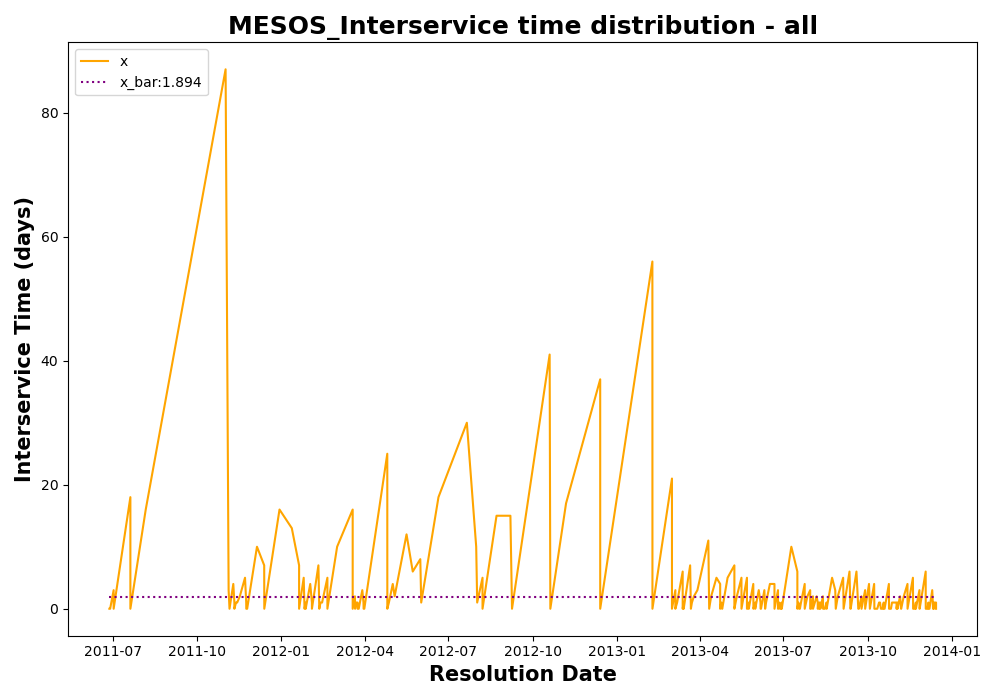 MESOS_Interservice time distribution - all
x
x_bar:1.894
Interservice Time (days)
80
60
40
20
0
2011-07 2011-10 2012-01 2012-04 2012-07 2012-10 2013-01 2013-04 2013-07 2013-10 2014-01
Resolution Date